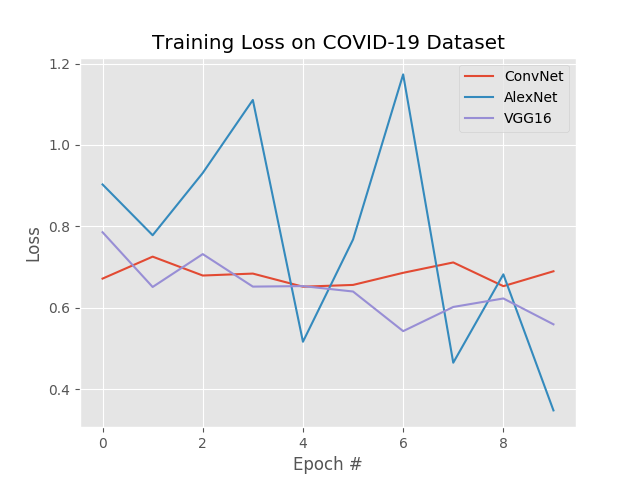 Training Loss on COVID-19 Dataset
ConvNet
AlexNet
VGG16
1.2
1.0
0.8
0.6
0.4
Loss
0 2 4 6 8
Epoch #